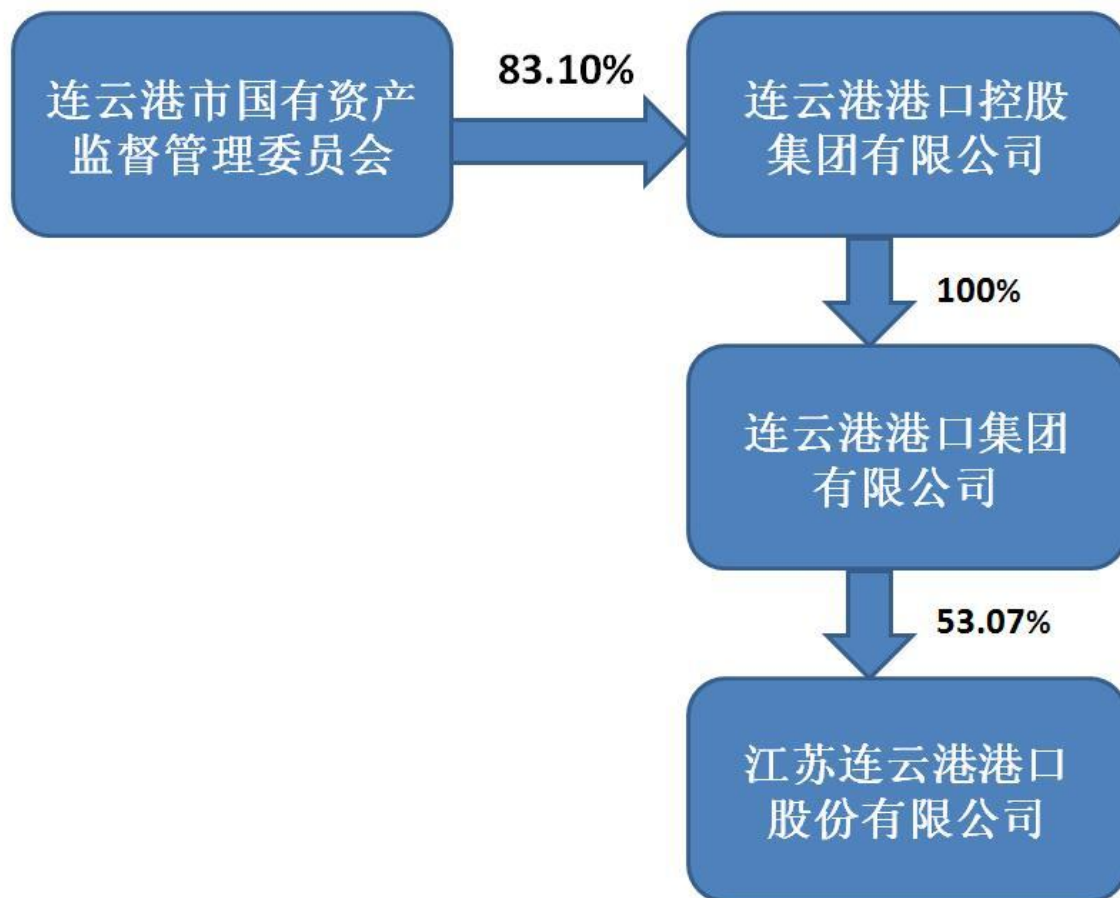 连云港市国有资产
监督管理委员会
83.10%
连云港港口控股
集团有限公司
100%
连云港港口集团
有限公司
53.07%
江苏连云港港口
股份有限公司